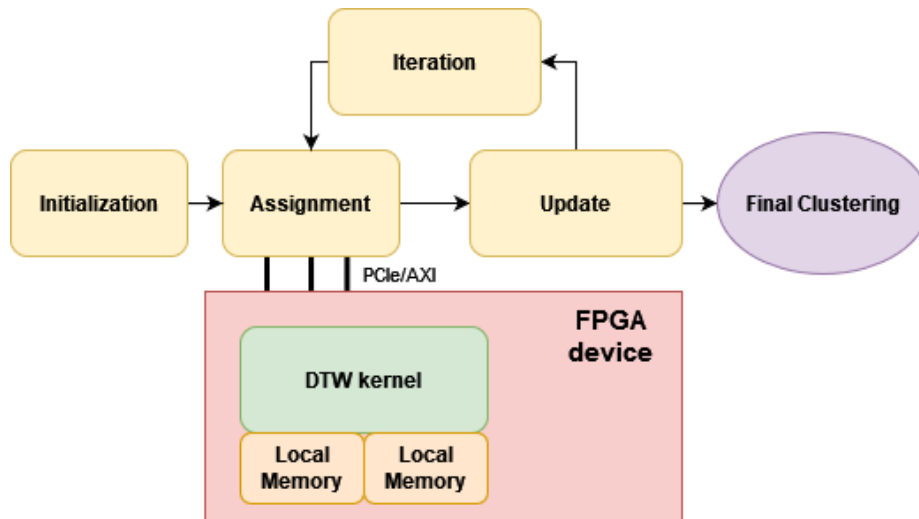 Iteration
Initialization
Assignment
Update
Final Clustering
PCIe/AXI
FPGA
device
DTW kernel
Local
Memory
Local
Memory